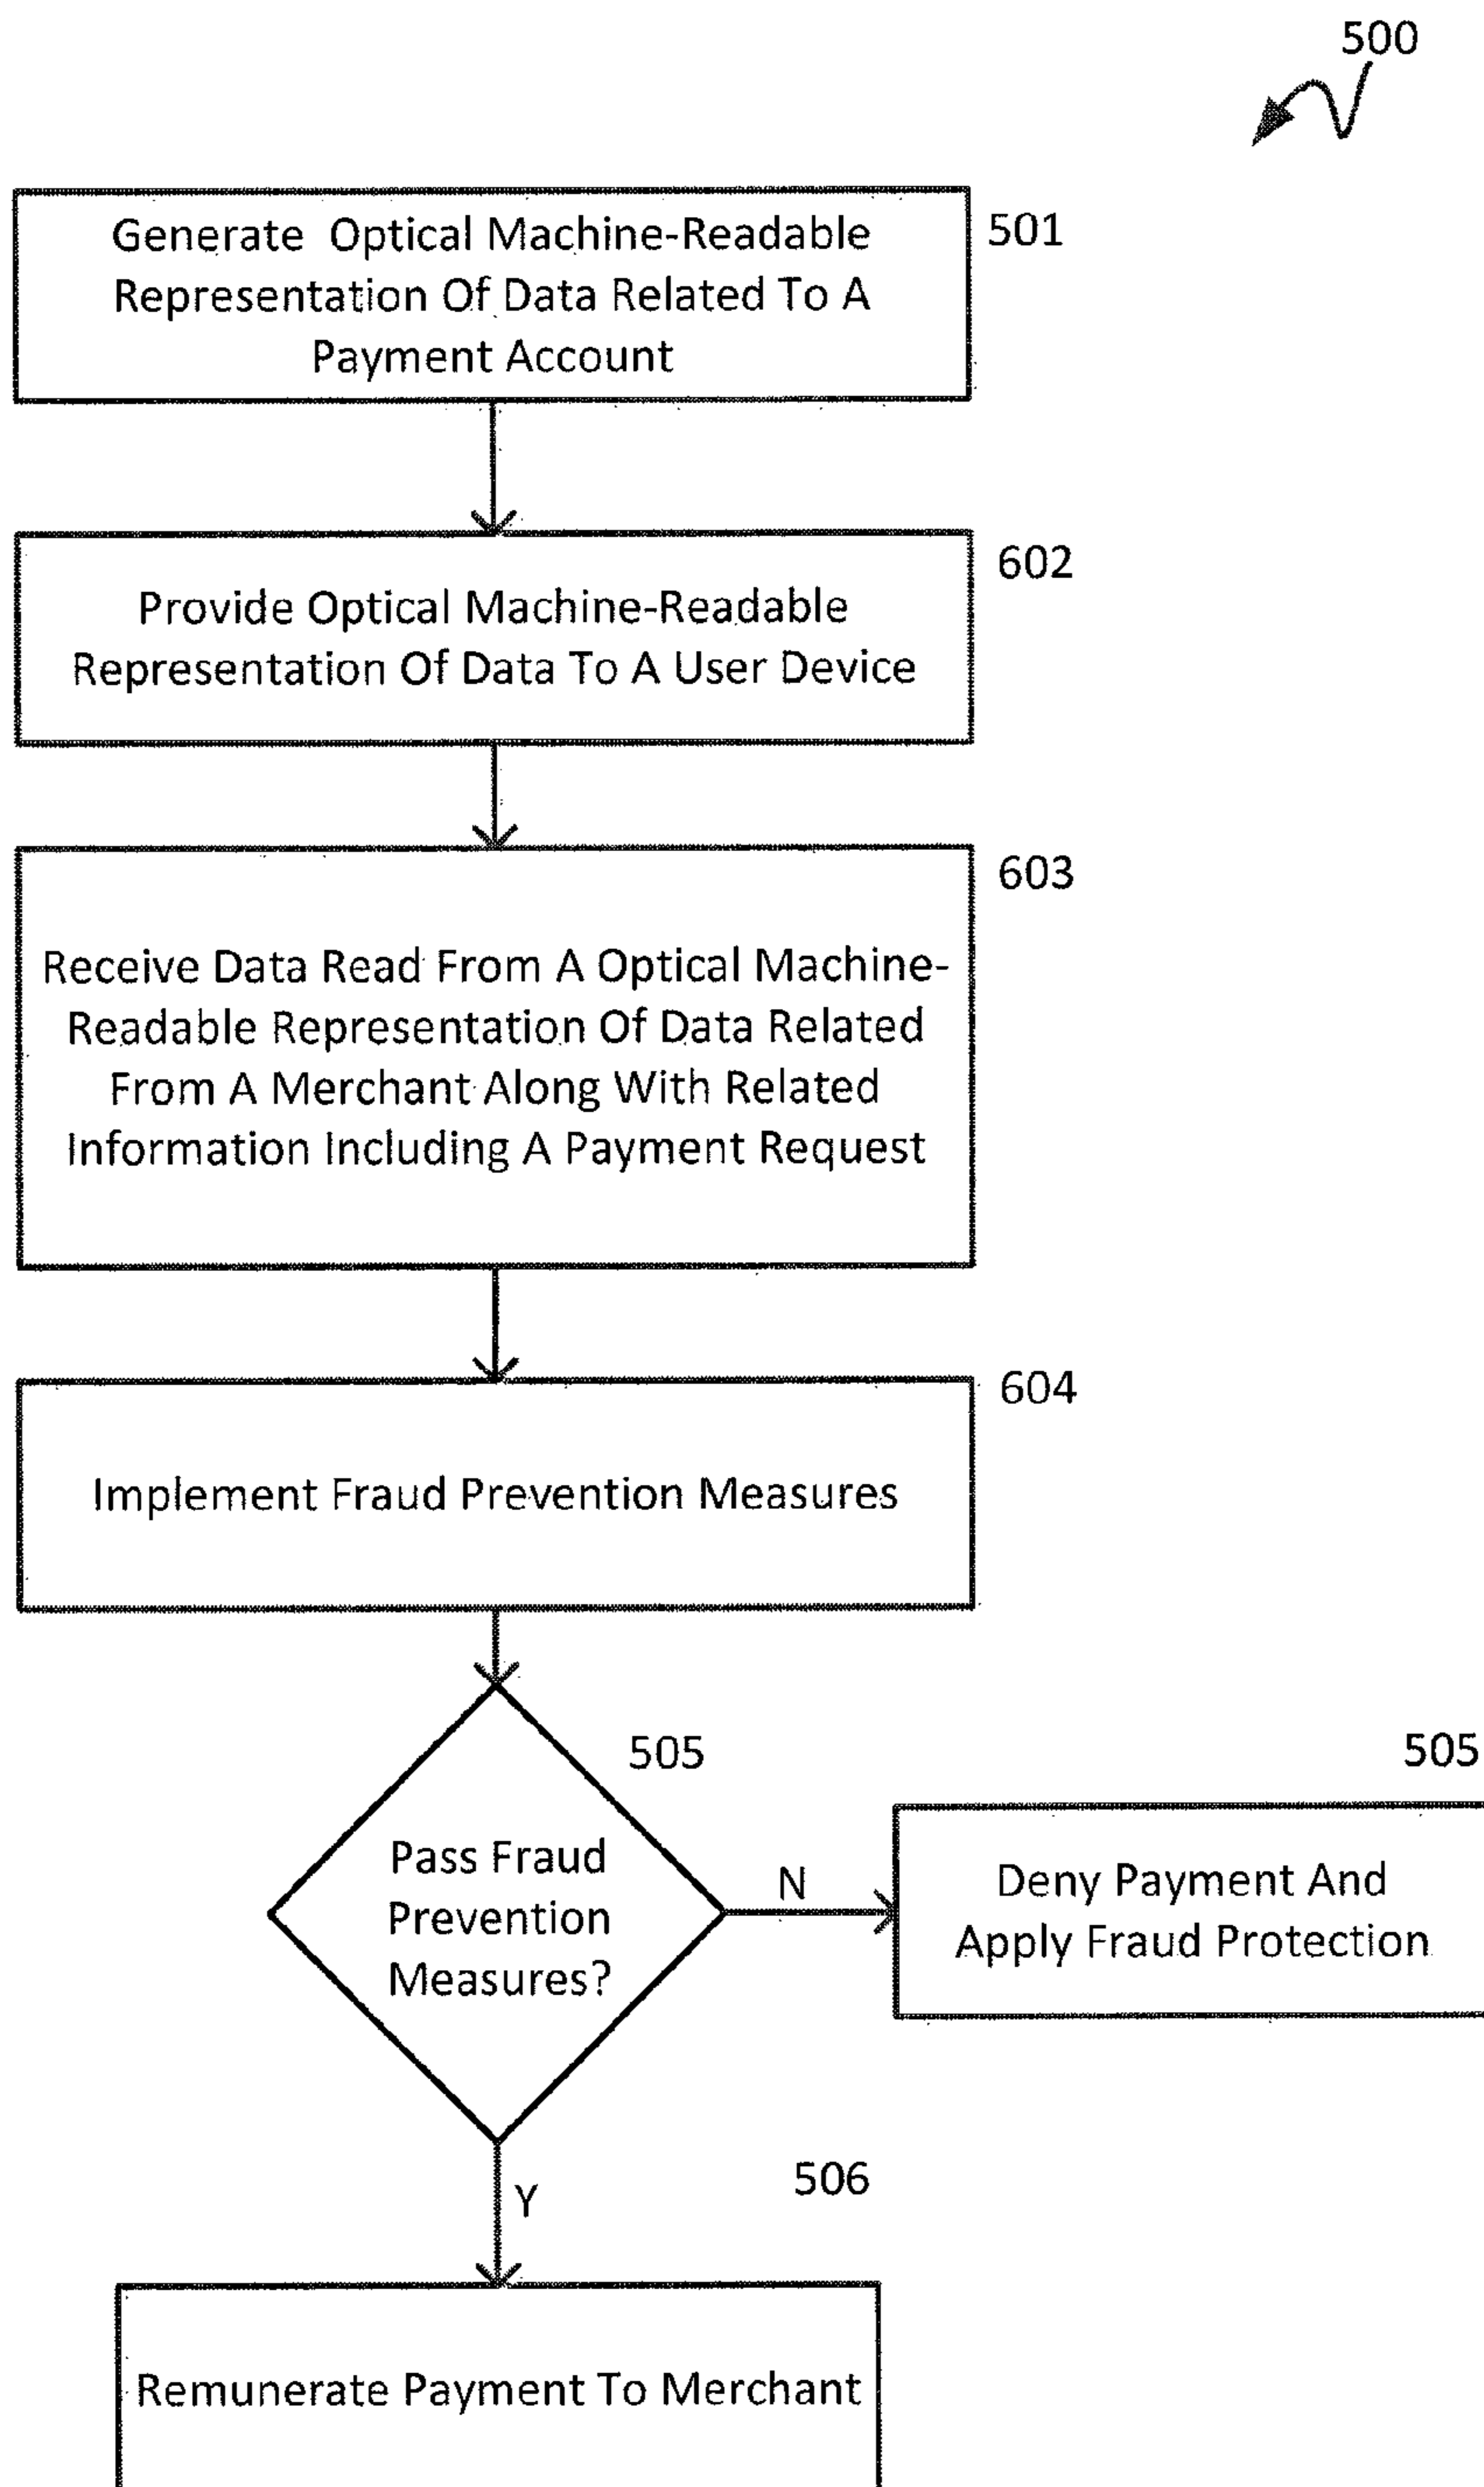 500
Generate Optical Machine-Readable
Representation Of Data Related To A
Payment Account
501
Provide Optical Machine-Readable
Representation Of Data To A User Device
602
Receive Data Read From A Optical Machine-
Readable Representation Of Data Related
From A Merchant Along With Related
Information Including A Payment Request
603
Implement Fraud Prevention Measures
604
Pass Fraud
Prevention
Measures?
505
N
Deny Payment And
Apply Fraud Protection
505
Y
506
Remunerate Payment To Merchant